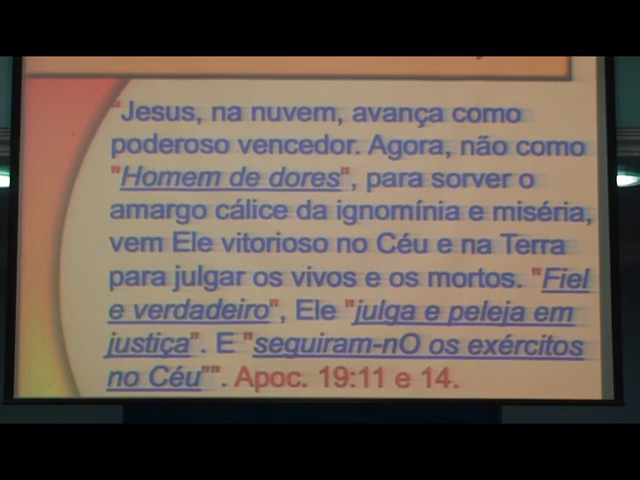 "Jesus, na nuvem, avança como
poderoso vencedor. Agora, não como
"Homem de dores", para sorver o
amargo cálice da ignomínia e miséria,
vem Ele vitorioso no Céu e na Terra
para julgar os vivos e os mortos. "Fiel
e verdadeiro", Ele "julga e peleja em
justiça". E "seguiram-nO os exércitos
no Céu"". Apoc. 19:11 e 14.